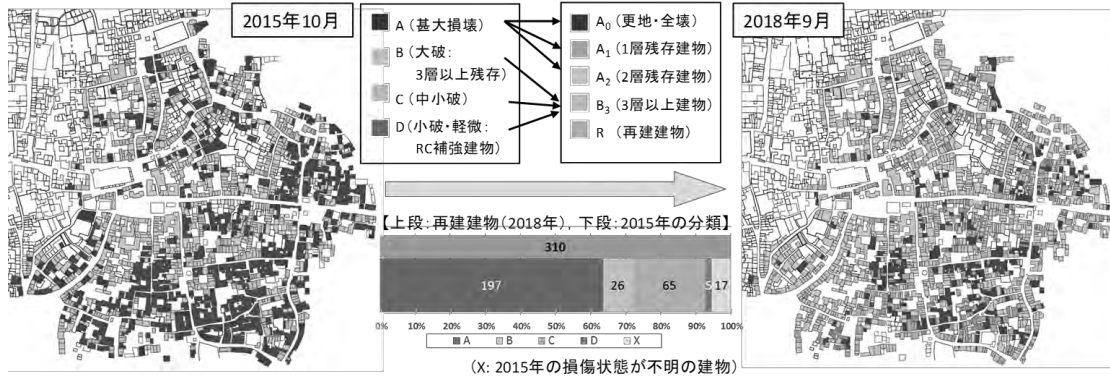 2015年10月
A(甚大損壊)
B(大破:
3層以上残存)
C(中小破)
D(小破・軽微:
RC補強建物)
A0(更地・全壊)
A1(1層残存建物)
A2(2層残存建物)
B3(3層以上建物)
R(再建建物)
2018年9月
【上段:再建建物(2018年), 下段:2015年の分類】
310
197 26 65 5 17
0% 10% 20% 30% 40% 50% 60% 70% 80% 90% 100%
A B C D X
(X: 2015年の損傷状態が不明の建物)